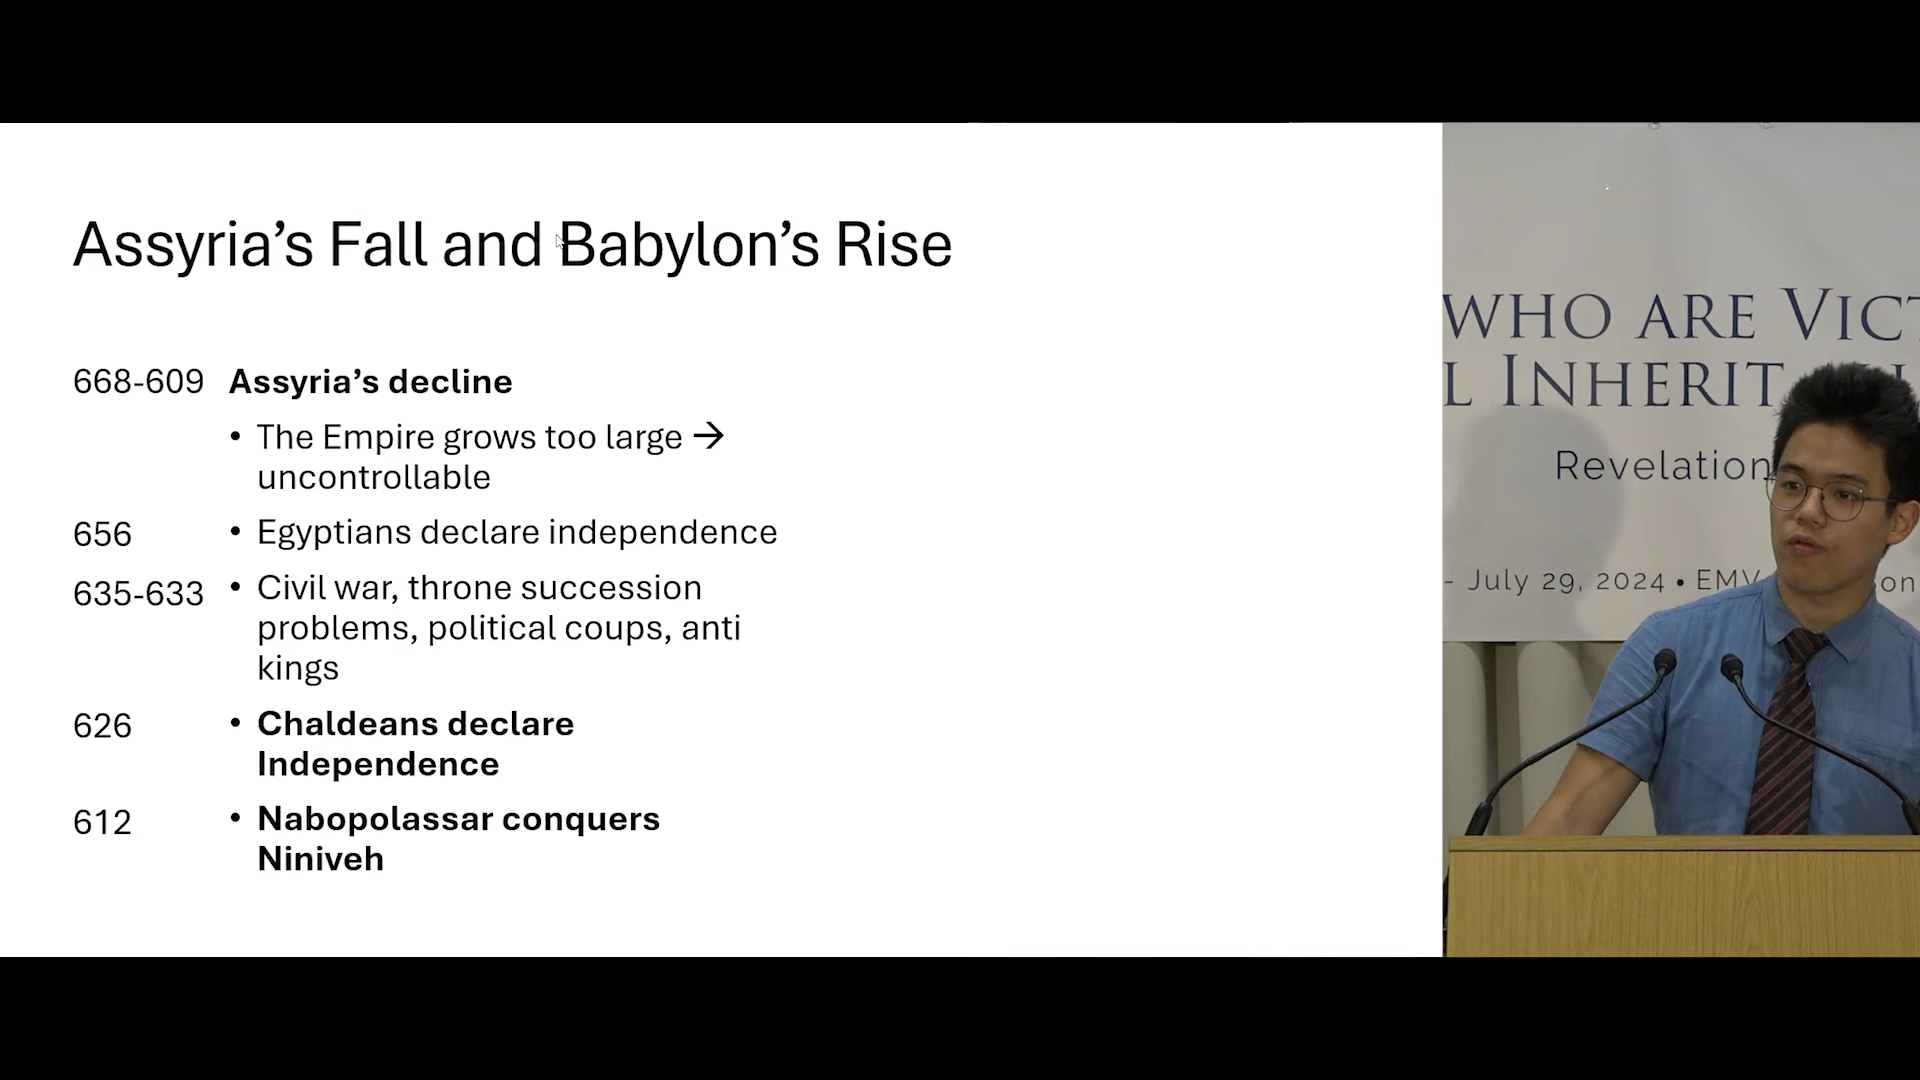 Assyria’s Fall and Babylon’s Rise
668-609 Assyria’s decline
• The Empire grows too large →
uncontrollable
656 • Egyptians declare independence
635-633 • Civil war, throne succession
problems, political coups, anti
kings
626 • Chaldeans declare
Independence
612 • Nabopolassar conquers
Niniveh
WHO ARE VICT
L INHERIT
Revelation
- July 29, 2024 • EMV on